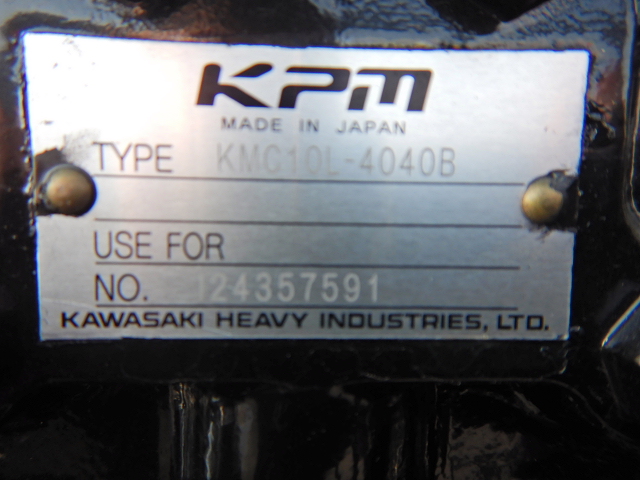 KPM
MADE IN JAPAN
TYPE KMC10L-4040B
USE FOR
NO. 124357591
KAWASAKI HEAVY INDUSTRIES, LTD.